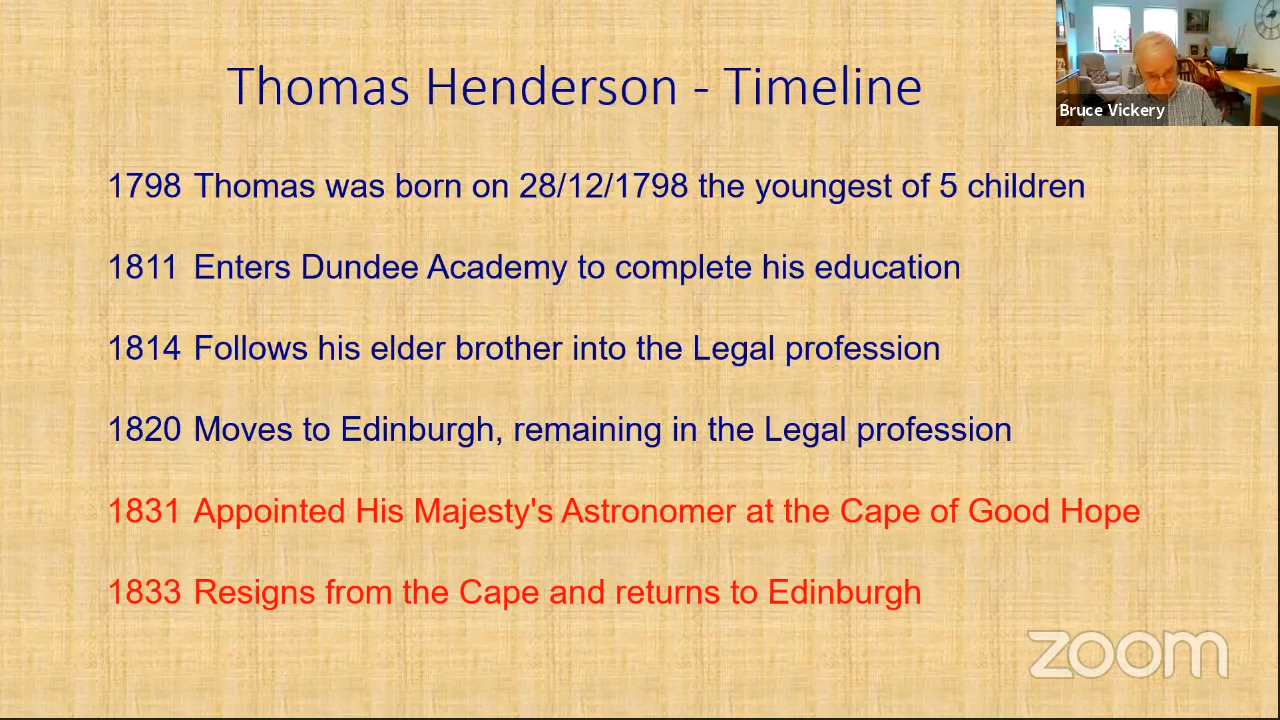 Thomas Henderson - Timeline
Bruce Vickery
1798 Thomas was born on 28/12/1798 the youngest of 5 children
1811 Enters Dundee Academy to complete his education
1814 Follows his elder brother into the Legal profession
1820 Moves to Edinburgh, remaining in the Legal profession
1831 Appointed His Majesty's Astronomer at the Cape of Good Hope
1833 Resigns from the Cape and returns to Edinburgh
zoom